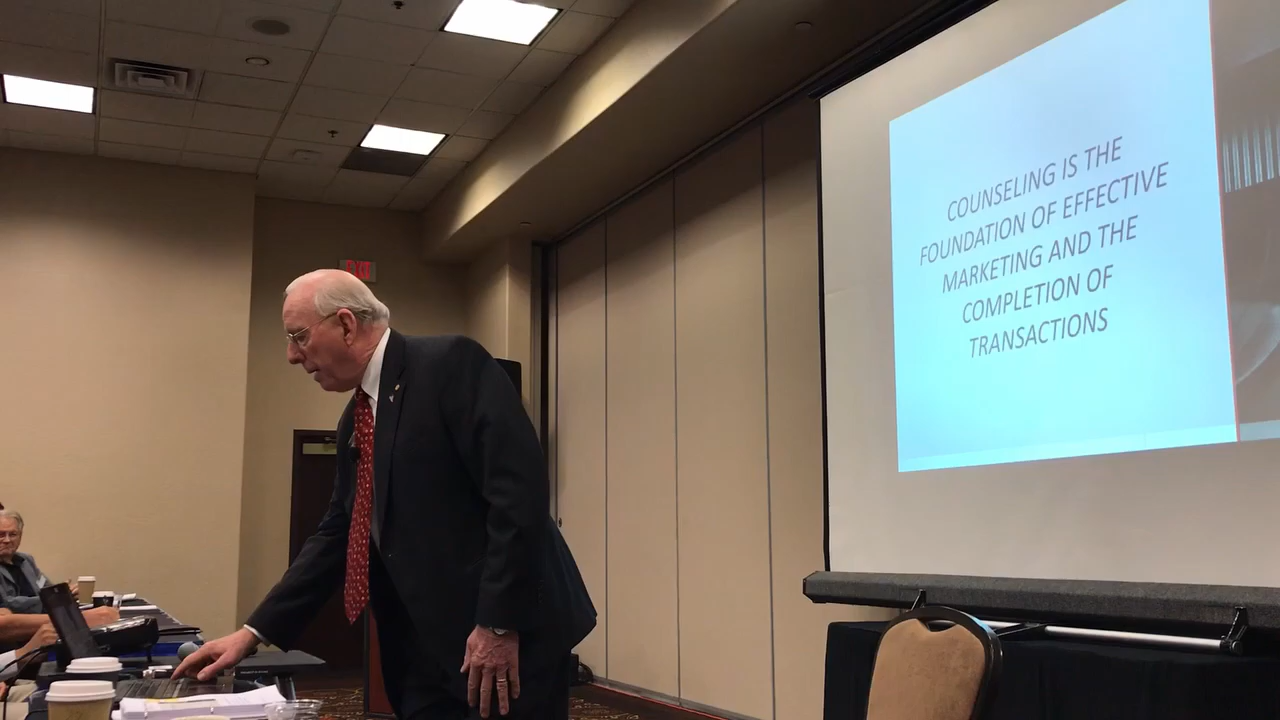 COUNSELING IS THE
FOUNDATION OF EFFECTIVE
MARKETING AND THE
COMPLETION OF
TRANSACTIONS
EXIT